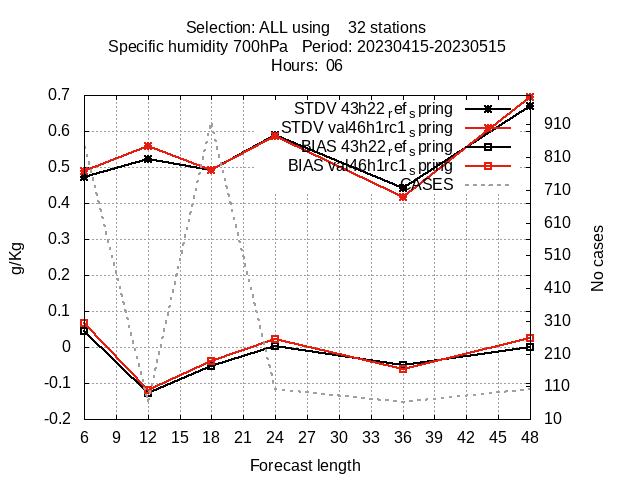 Selection: ALL using    32 stations
Specific humidity 700hPa   Period: 20230415-20230515
Hours: 06
STDV 43h22_ref_spring
STDV val46h1rc1_spring
BIAS 43h22_ref_spring
BIAS val46h1rc1_spring
CASES
g/Kg
0.7
0.6
0.5
0.4
0.3
0.2
0.1
0
-0.1
-0.2
910
810
710
610
510
410
310
210
110
10
No cases
6 9 12 15 18 21 24 27 30 33 36 39 42 45 48
Forecast length